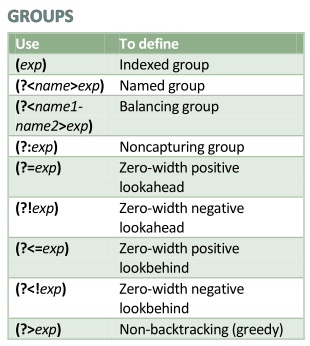 GROUPS
Use To define
(exp) Indexed group
(?<name>exp) Named group
(?<name1- Balancing group
name2>exp)
(?:exp) Noncapturing group
(?=exp) Zero-width positive
lookahead
(?!exp) Zero-width negative
lookahead
(?<=exp) Zero-width positive
lookbehind
(?<!exp) Zero-width negative
lookbehind
(?>exp) Non-backtracking (greedy)